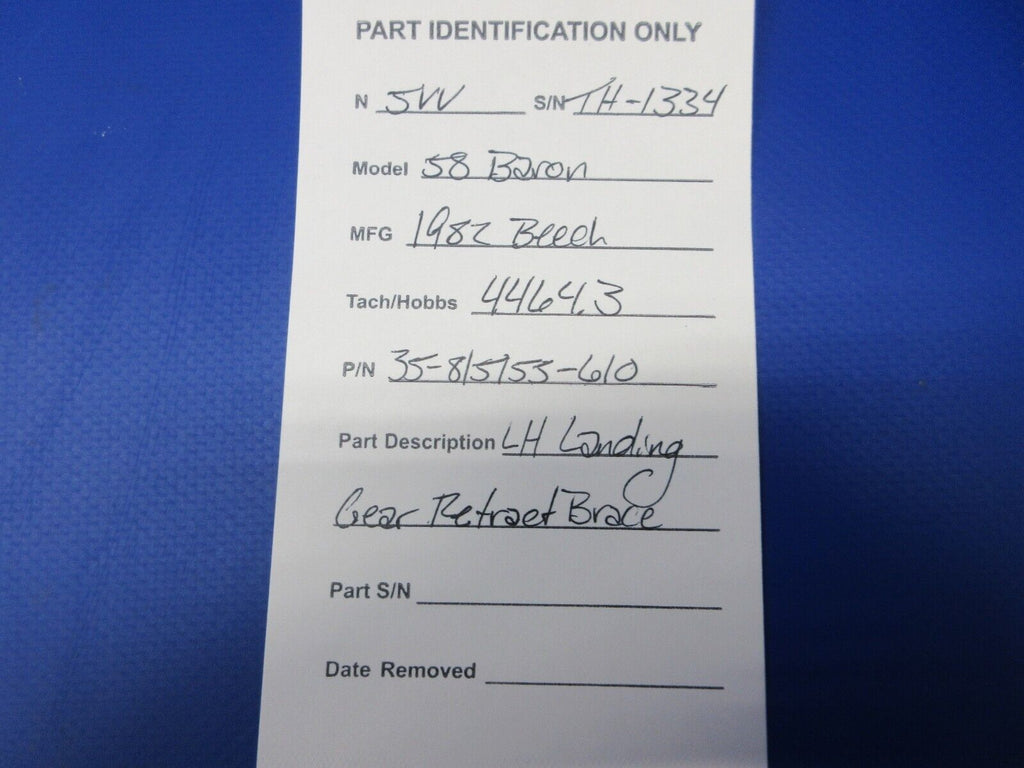 PART IDENTIFICATION ONLY
N 5VV S/N TH-1334
Model 58 Baron
MFG 1982 Beech
Tach/Hobbs 4464.3
P/N 35-815155-610
Part Description LH Landing
Gear Retract Brace
Part S/N
Date Removed